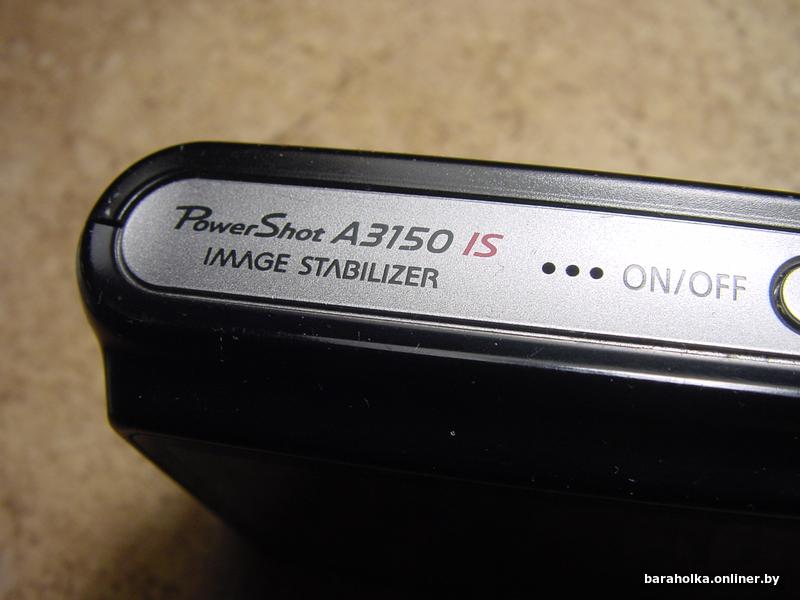 PowerShot A3150 IS
IMAGE STABILIZER
ON/OFF
baraholka.onliner.by